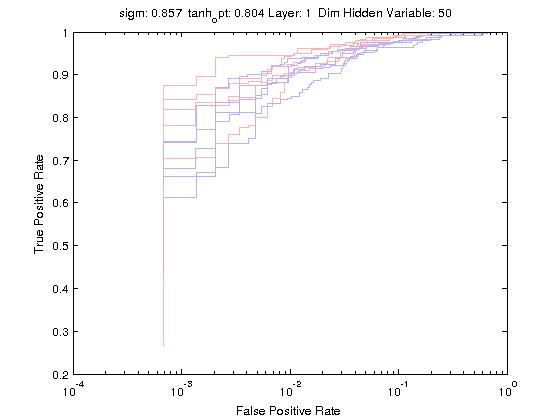 sigm: 0.857 tanh_opt: 0.804 Layer: 1 Dim Hidden Variable: 50
1
0.9
0.8
0.7
0.6
0.5
0.4
0.3
0.2
True Positive Rate
10^-4 10^-3 10^-2 10^-1 10^0
False Positive Rate